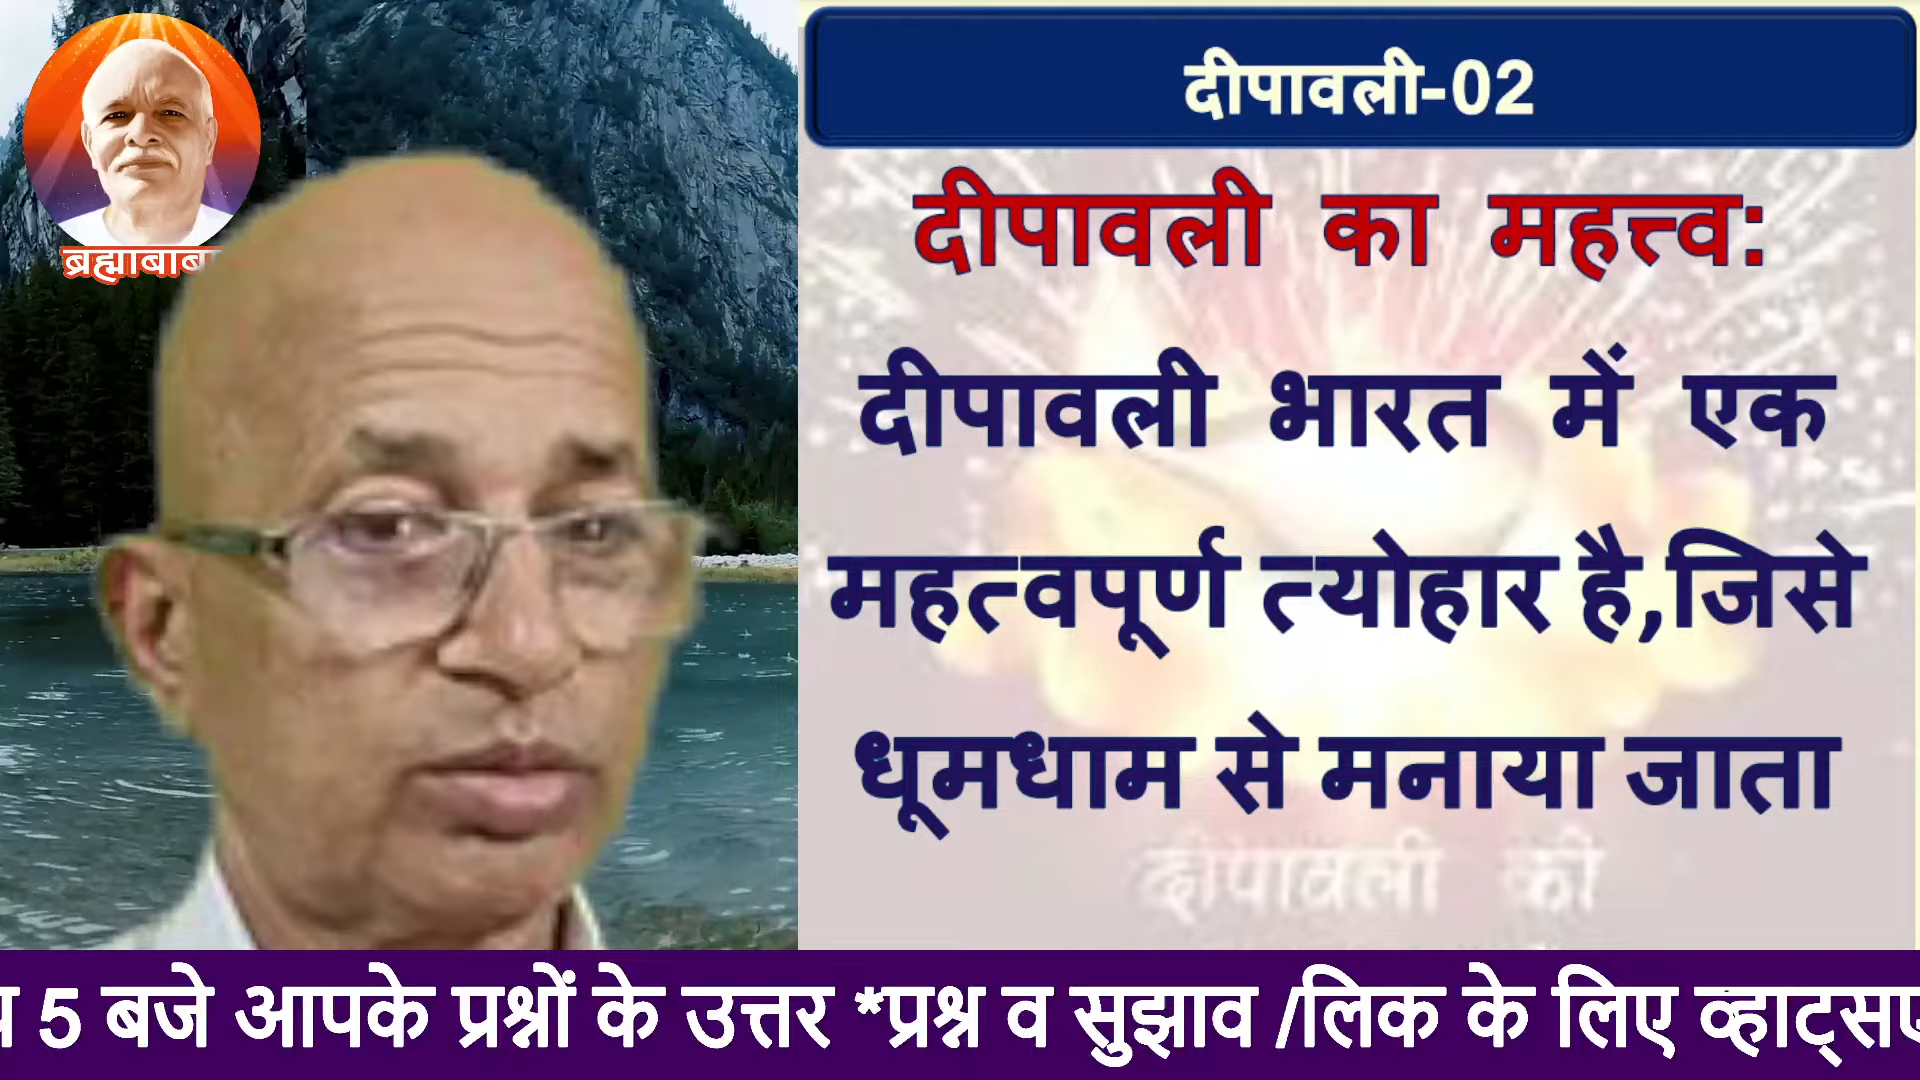 दीपावली-02
ब्रह्माबाबा
दीपावली का महत्त्व:
दीपावली भारत में एक
महत्वपूर्ण त्योहार है,जिसे
धूमधाम से मनाया जाता
दीपावली की
5 बजे आपके प्रश्नों के उत्तर *प्रश्न व सुझाव /लिंक के लिए